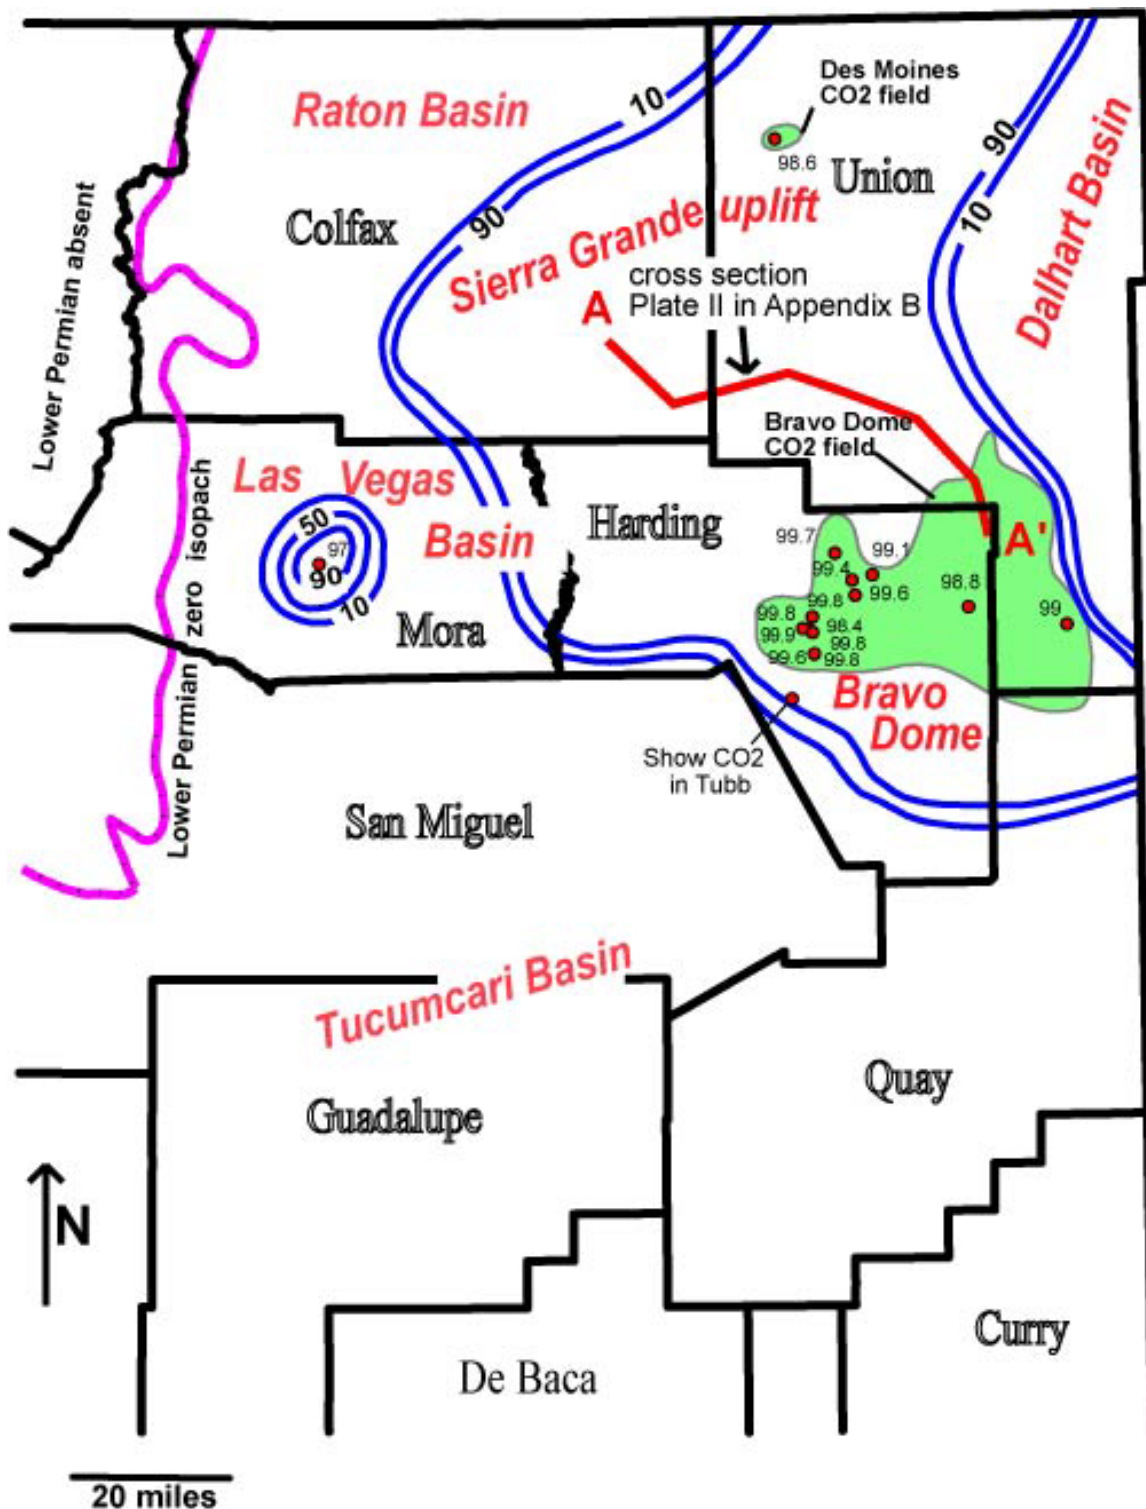 Des Moines
CO2 field
98.6
Union
Raton Basin
10
90
Colfax
Sierra Grande uplift
90
10
Dalhart Basin
cross section
Plate II in Appendix B
A
Lower Permian absent
Bravo Dome
CO2 field
A'
Las Vegas
Basin
50
97
90
10
Mora
Harding
99.7
99.4
99.1
99.6
99.8
98.8
99
99.8
99.9
98.4
99.8
99.6
99.8
Bravo
Dome
Show CO2
in Tubb
Lower Permian zero isopach
San Miguel
Tucumcari Basin
Guadalupe
Quay
N
De Baca
Curry
20 miles